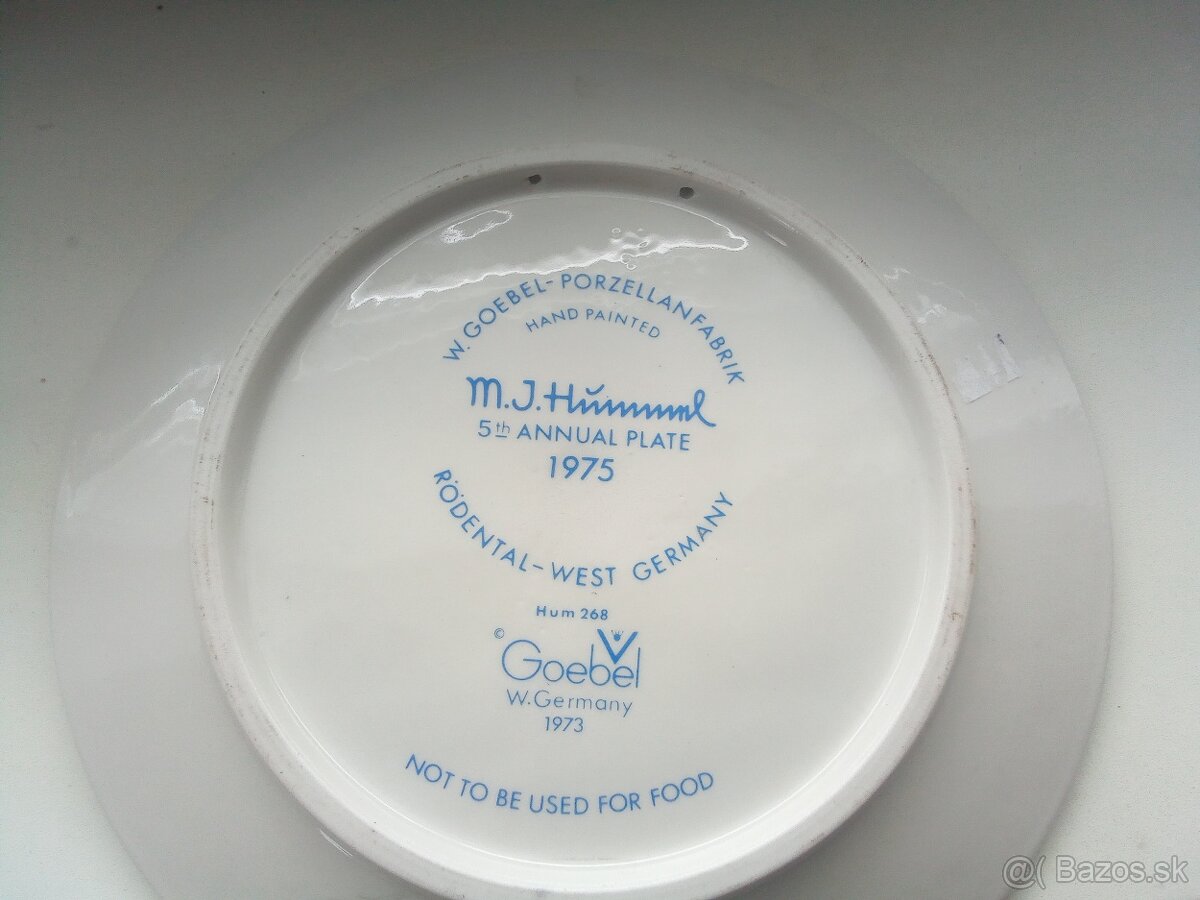 W. GOEBEL-PORZELLANFABRIK
HAND PAINTED
M.J.Hümmel
5th ANNUAL PLATE
1975
RÖDENTAL-WEST GERMANY
Hum 268
© Goebel
W.Germany
1973
NOT TO BE USED FOR FOOD
@( Bazos.sk